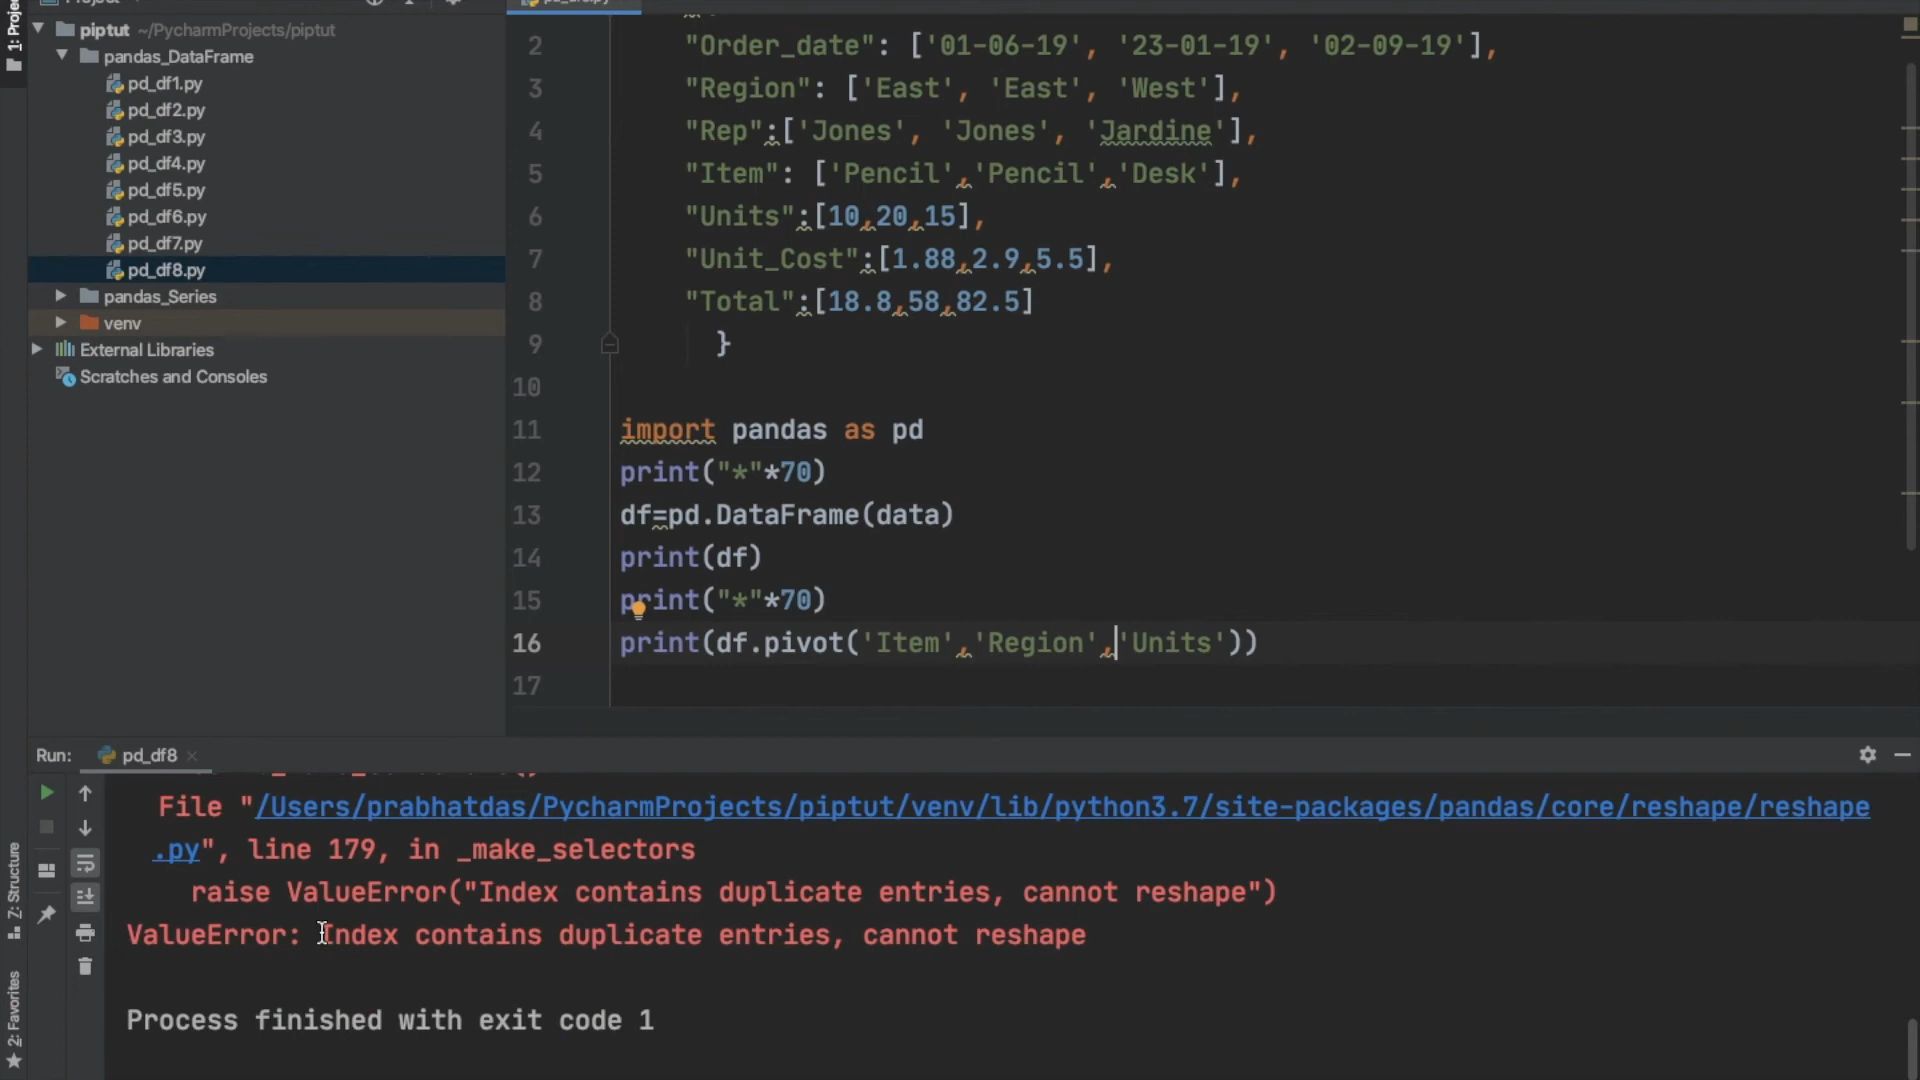 1: Project
piptut ~/PycharmProjects/piptut
pandas_DataFrame
pd_df1.py
pd_df2.py
pd_df3.py
pd_df4.py
pd_df5.py
pd_df6.py
pd_df7.py
pd_df8.py
pandas_Series
venv
External Libraries
Scratches and Consoles
2 "Order_date": ['01-06-19', '23-01-19', '02-09-19'],
3 "Region": ['East', 'East', 'West'],
4 "Rep":['Jones', 'Jones', 'Jardine'],
5 "Item": ['Pencil','Pencil','Desk'],
6 "Units":[10,20,15],
7 "Unit_Cost":[1.88,2.9,5.5],
8 "Total":[18.8,58,82.5]
9 }
10
11 import pandas as pd
12 print("*"*70)
13 df=pd.DataFrame(data)
14 print(df)
15 print("*"*70)
16 print(df.pivot('Item','Region','Units'))
17
Run: pd_df8
File "/Users/prabhatdas/PycharmProjects/piptut/venv/lib/python3.7/site-packages/pandas/core/reshape/reshape
.py", line 179, in _make_selectors
raise ValueError("Index contains duplicate entries, cannot reshape")
ValueError: Index contains duplicate entries, cannot reshape
Process finished with exit code 1
Z: Structure
2: Favorites